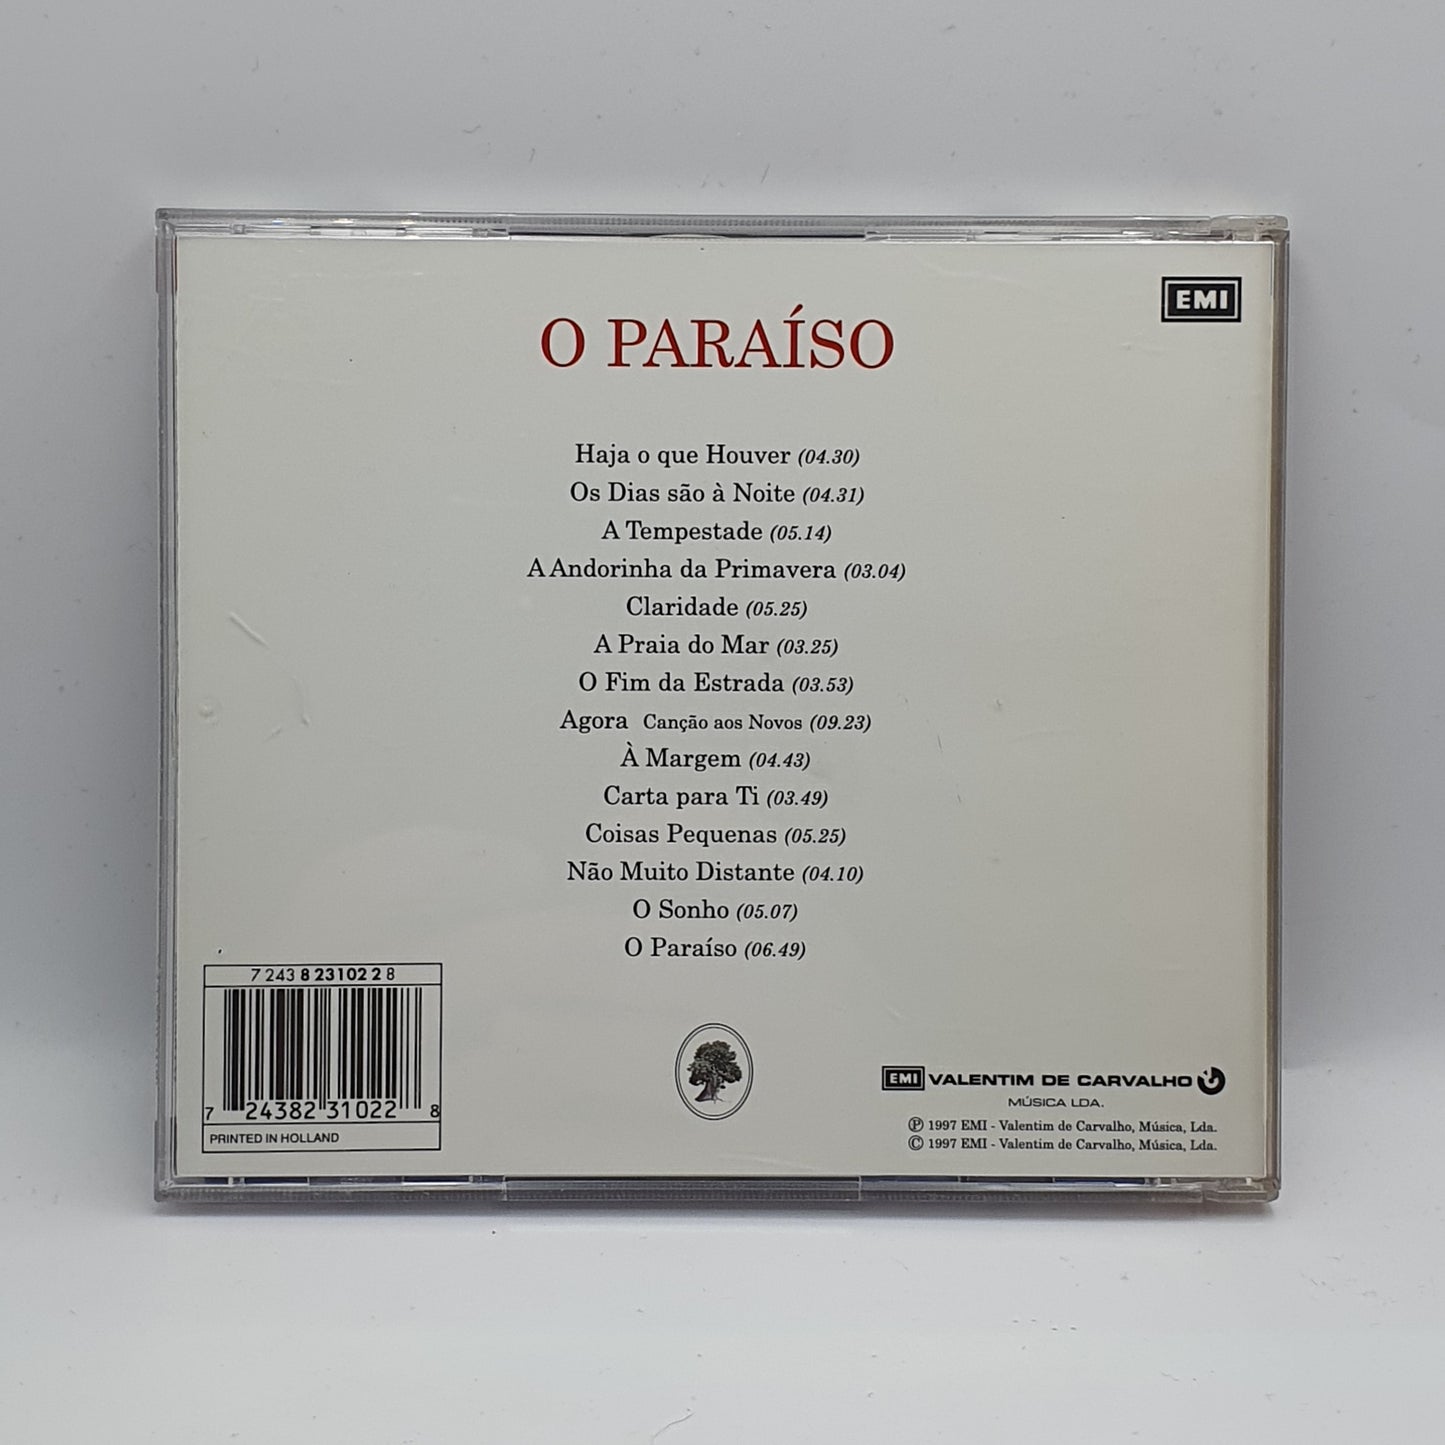 EMI
O PARAÍSO
Haja o que Houver (04.30)
Os Dias são à Noite (04.31)
A Tempestade (05.14)
A Andorinha da Primavera (03.04)
Claridade (05.25)
A Praia do Mar (03.25)
O Fim da Estrada (03.53)
Agora Canção aos Novos (09.23)
À Margem (04.43)
Carta para Ti (03.49)
Coisas Pequenas (05.25)
Não Muito Distante (04.10)
O Sonho (05.07)
O Paraíso (06.49)
7 243 8 23102 2 8
7 24382 31022 8
PRINTED IN HOLLAND
EMI VALENTIM DE CARVALHO
MÚSICA LDA.
℗ 1997 EMI - Valentim de Carvalho, Música, Lda.
© 1997 EMI - Valentim de Carvalho, Música, Lda.